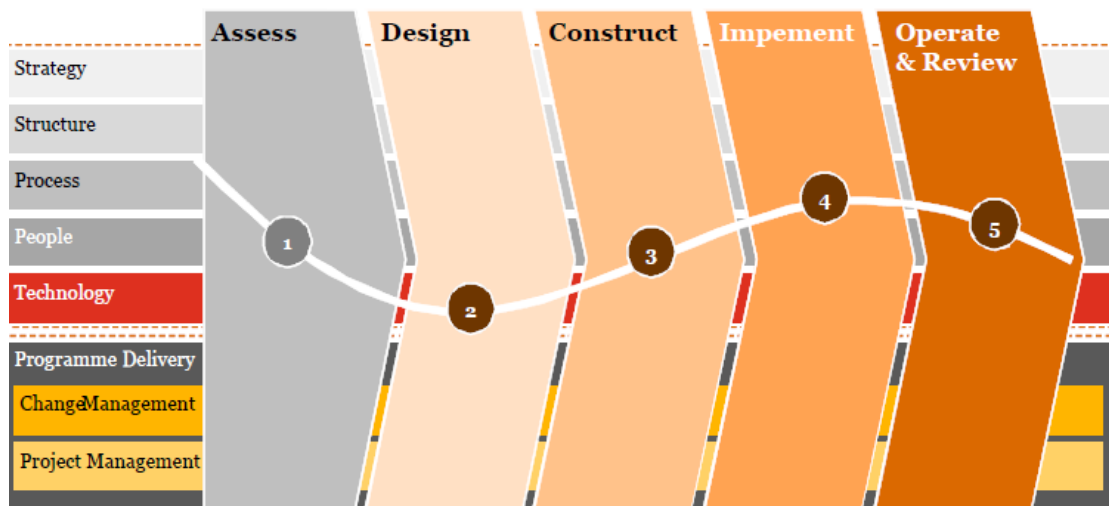 Assess
Design
Construct
Impement
Operate
& Review
Strategy
Structure
Process
People
Technology
1
2
3
4
5
Programme Delivery
ChangeManagement
Project Management